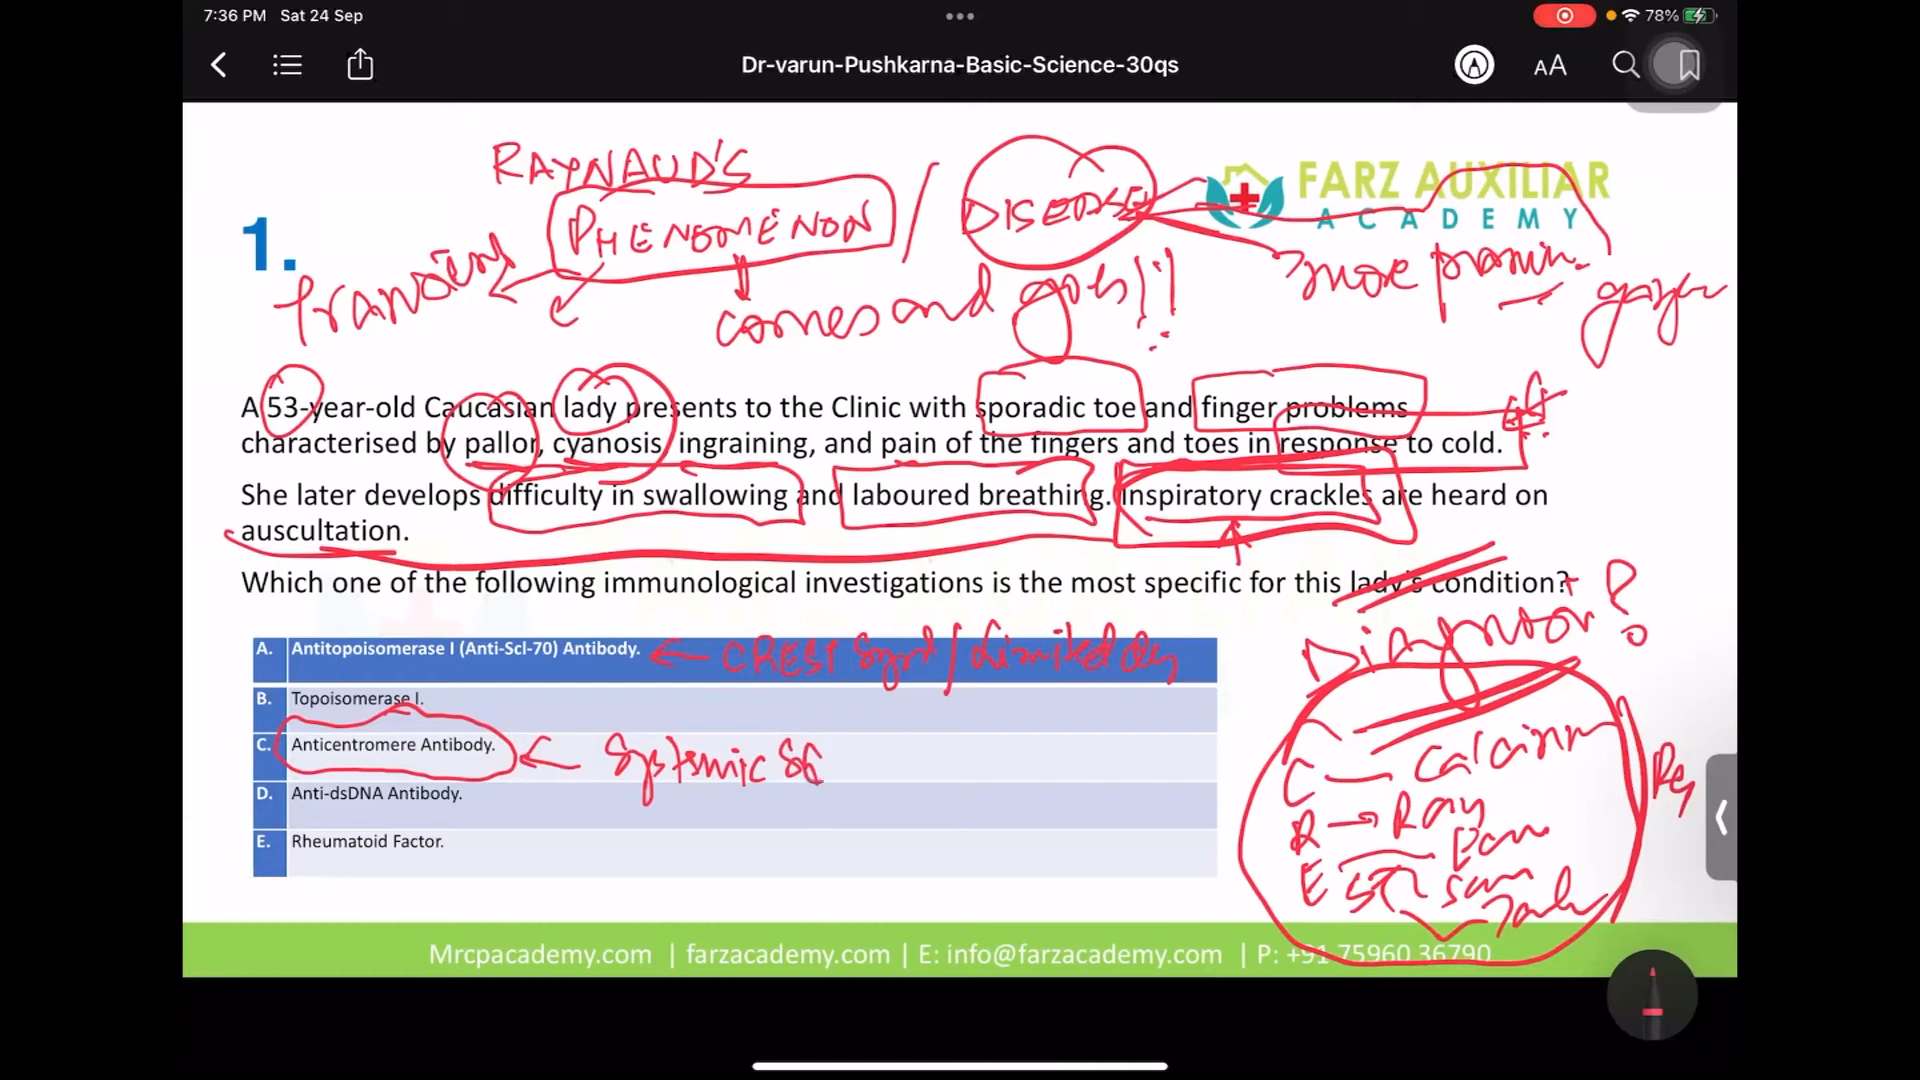 7:36 PM Sat 24 Sep
78%
Dr-varun-Pushkarna-Basic-Science-30qs
AA
RAYNAUD'S
PHENOMENON / DISEASE
FARZ AUXILIAR
ACADEMY
1.
comes and goes!!
more
A 53-year-old Caucasian lady presents to the Clinic with sporadic toe and finger problems
characterised by pallor, cyanosis, ingraining, and pain of the fingers and toes in response to cold.
She later develops difficulty in swallowing and laboured breathing. Inspiratory crackles are heard on
auscultation.
Which one of the following immunological investigations is the most specific for this lady's condition?
A. Antitopoisomerase I (Anti-Scl-70) Antibody. ← CREST Synd / Limited
B. Topoisomerase I.
C. Anticentromere Antibody. ← Systemic
D. Anti-dsDNA Antibody.
E. Rheumatoid Factor.
C
R → Ray
E
Mrcpacademy.com | farzacademy.com | E: info@farzacademy.com | P: +91 75960 36790